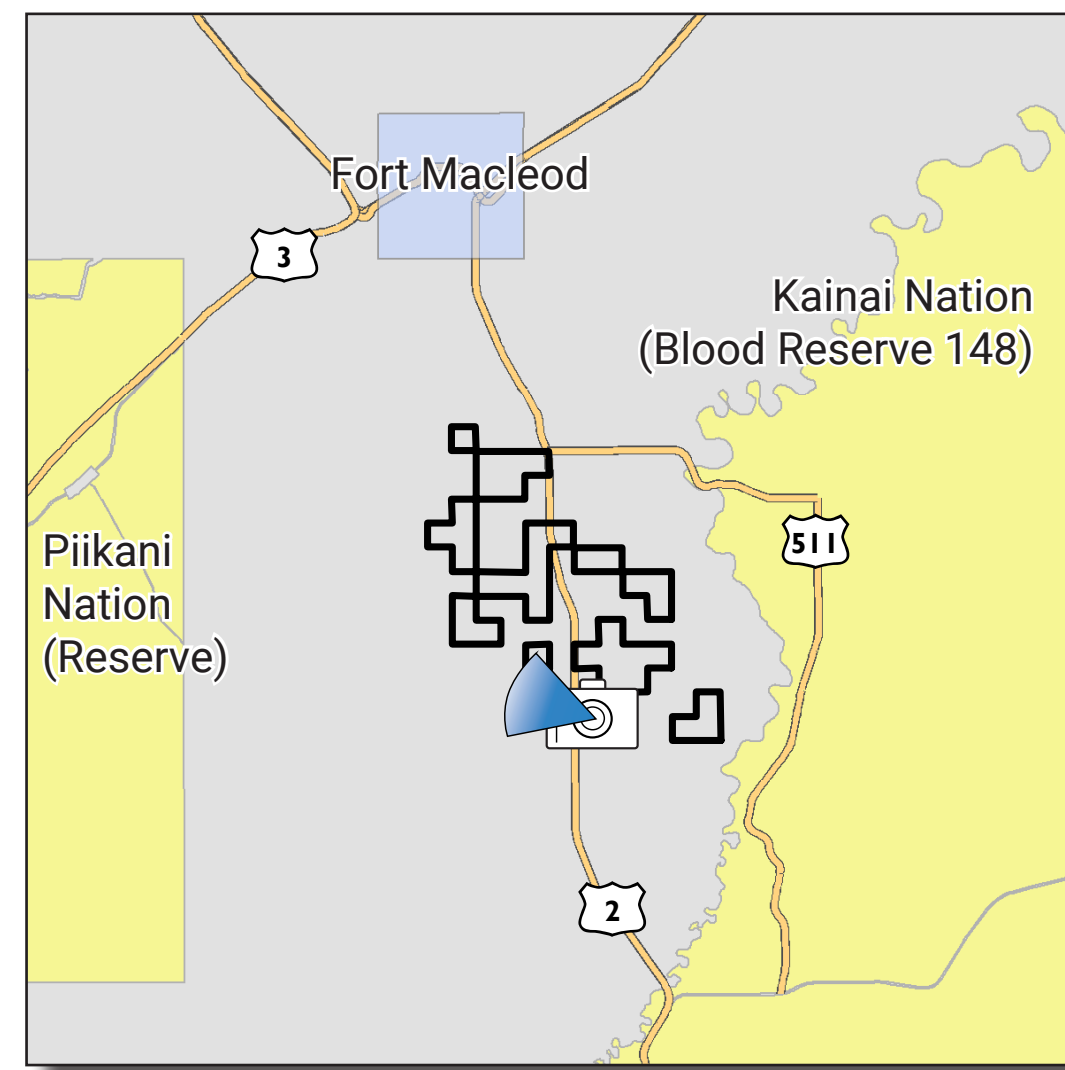 Fort Macleod
3
Kainai Nation
(Blood Reserve 148)
511
Piikani
Nation
(Reserve)
2